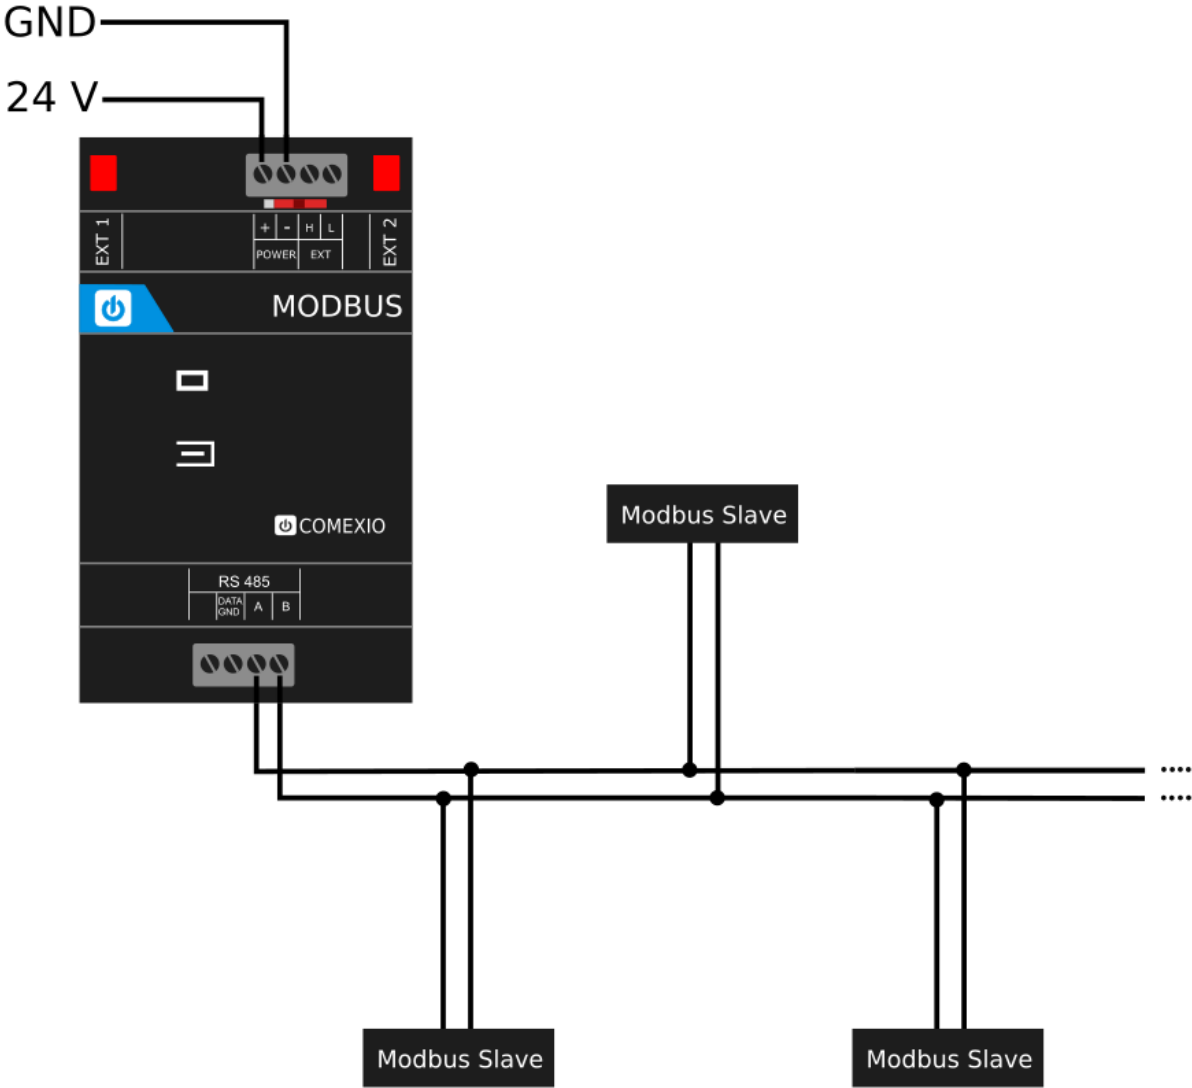 GND
24 V
EXT 1
+ - H L
POWER EXT
EXT 2
MODBUS
COMEXIO
RS 485
DATA GND A B
Modbus Slave
Modbus Slave
Modbus Slave